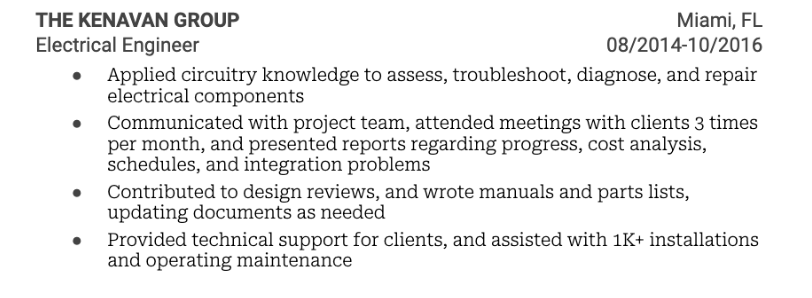 THE KENAVAN GROUP Miami, FL
Electrical Engineer 08/2014-10/2016
● Applied circuitry knowledge to assess, troubleshoot, diagnose, and repair
electrical components
● Communicated with project team, attended meetings with clients 3 times
per month, and presented reports regarding progress, cost analysis,
schedules, and integration problems
● Contributed to design reviews, and wrote manuals and parts lists,
updating documents as needed
● Provided technical support for clients, and assisted with 1K+ installations
and operating maintenance